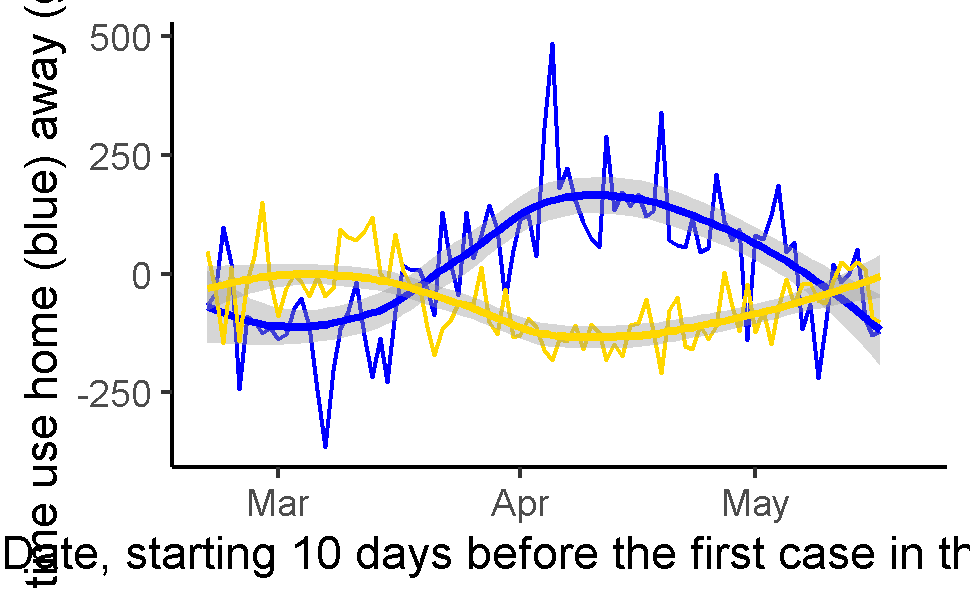 time use home (blue) away (
500
250
0
-250
Mar Apr May
Date, starting 10 days before the first case in th